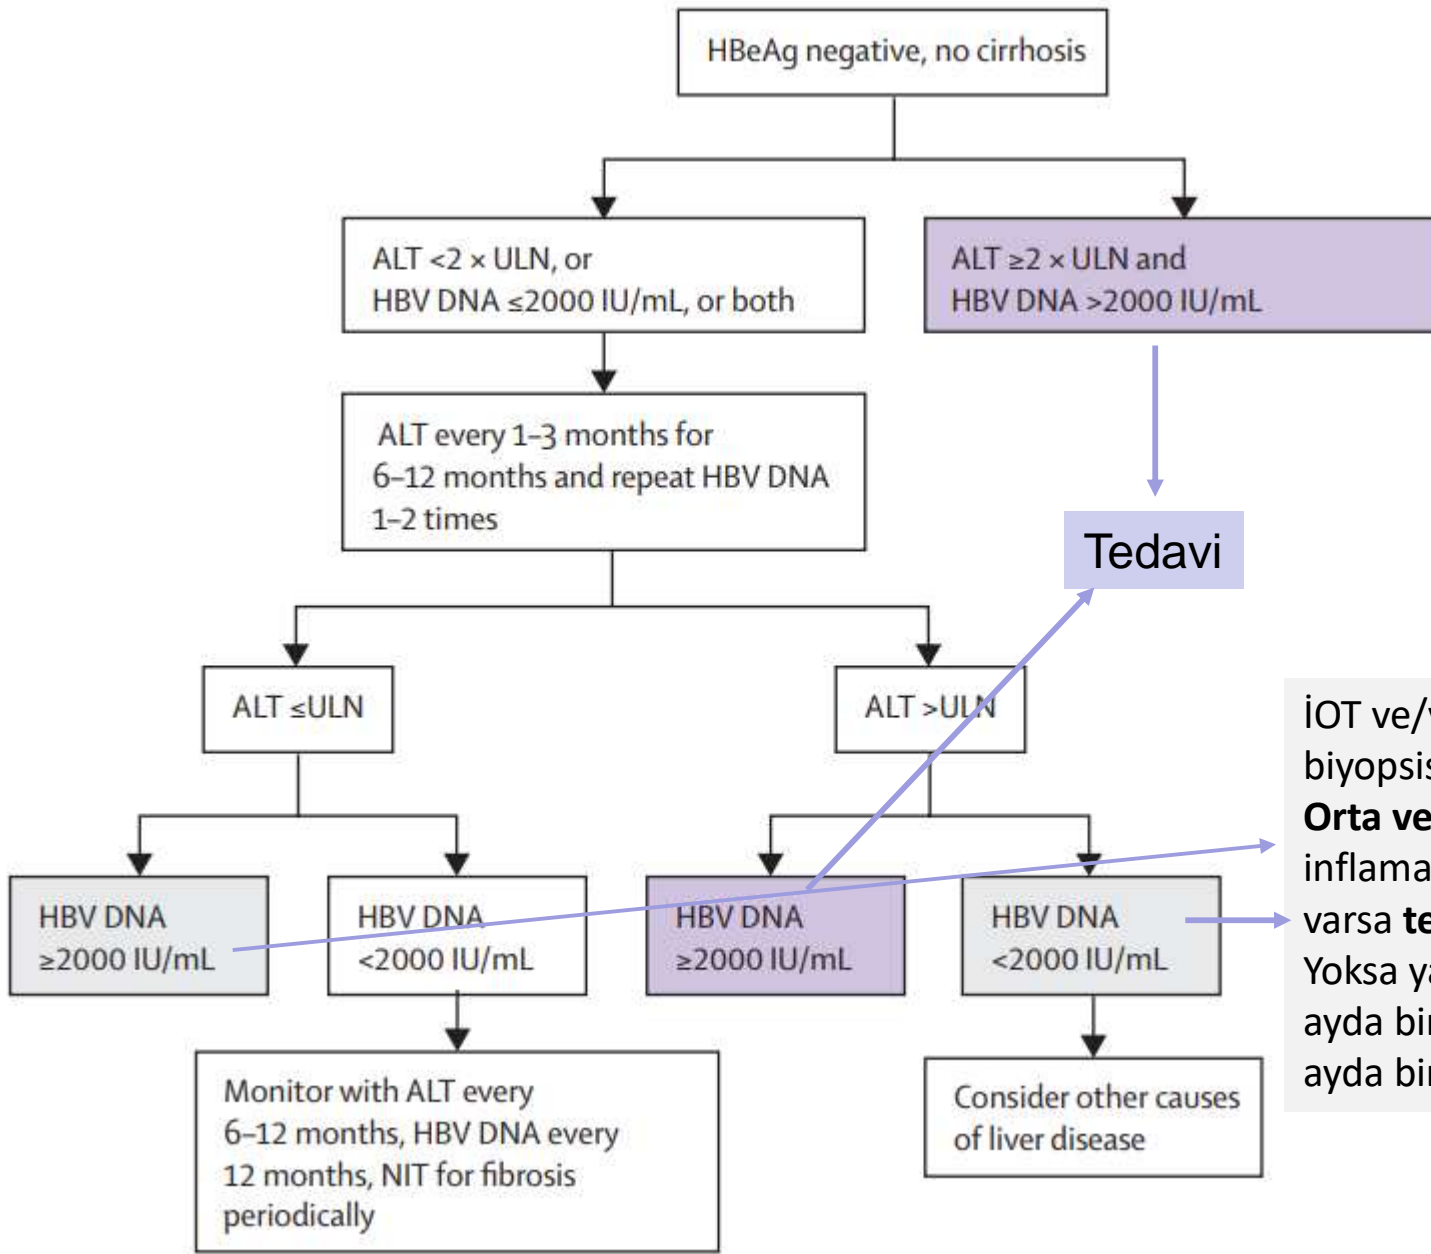 HBeAg negative, no cirrhosis
ALT <2 × ULN, or
HBV DNA ≤2000 IU/mL, or both
ALT ≥2 × ULN and
HBV DNA >2000 IU/mL
ALT every 1–3 months for
6–12 months and repeat HBV DNA
1–2 times
Tedavi
ALT ≤ULN
ALT >ULN
İOT ve/
biyopsis
Orta ve
inflama
varsa te
Yoksa ya
ayda bir
ayda bir
HBV DNA
≥2000 IU/mL
HBV DNA
<2000 IU/mL
HBV DNA
≥2000 IU/mL
HBV DNA
<2000 IU/mL
Monitor with ALT every
6–12 months, HBV DNA every
12 months, NIT for fibrosis
periodically
Consider other causes
of liver disease